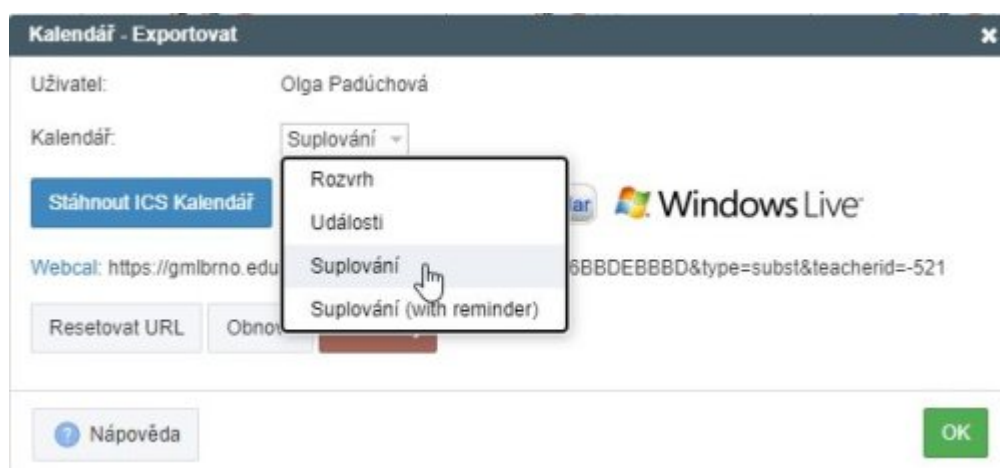 Kalendář - Exportovat
Uživatel: Olga Padúchová
Kalendář: Suplování
Rozvrh
Stáhnout ICS Kalendář Windows Live
Události
Suplování
Webcal: https://gmlbrno.edu 6BBDEBBBD&type=subst&teacherid=-521
Suplování (with reminder)
Resetovat URL
Nápověda OK